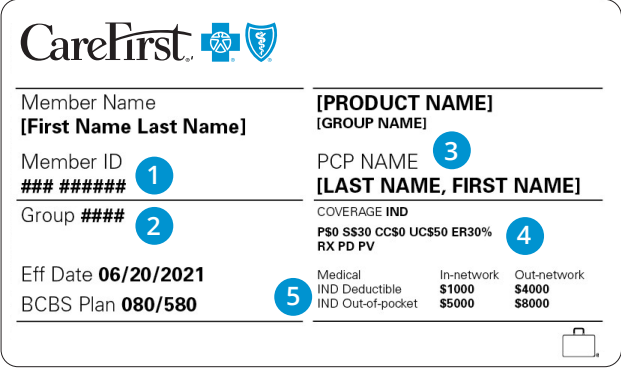 CareFirst.
Member Name
[First Name Last Name]
Member ID
### ######
1
Group ####
2
Eff Date 06/20/2021
BCBS Plan 080/580
[PRODUCT NAME]
[GROUP NAME]
3
PCP NAME
[LAST NAME, FIRST NAME]
COVERAGE IND
P$0 S$30 CC$0 UC$50 ER30%
RX PD PV
4
5
Medical In-network Out-network
IND Deductible $1000 $4000
IND Out-of-pocket $5000 $8000